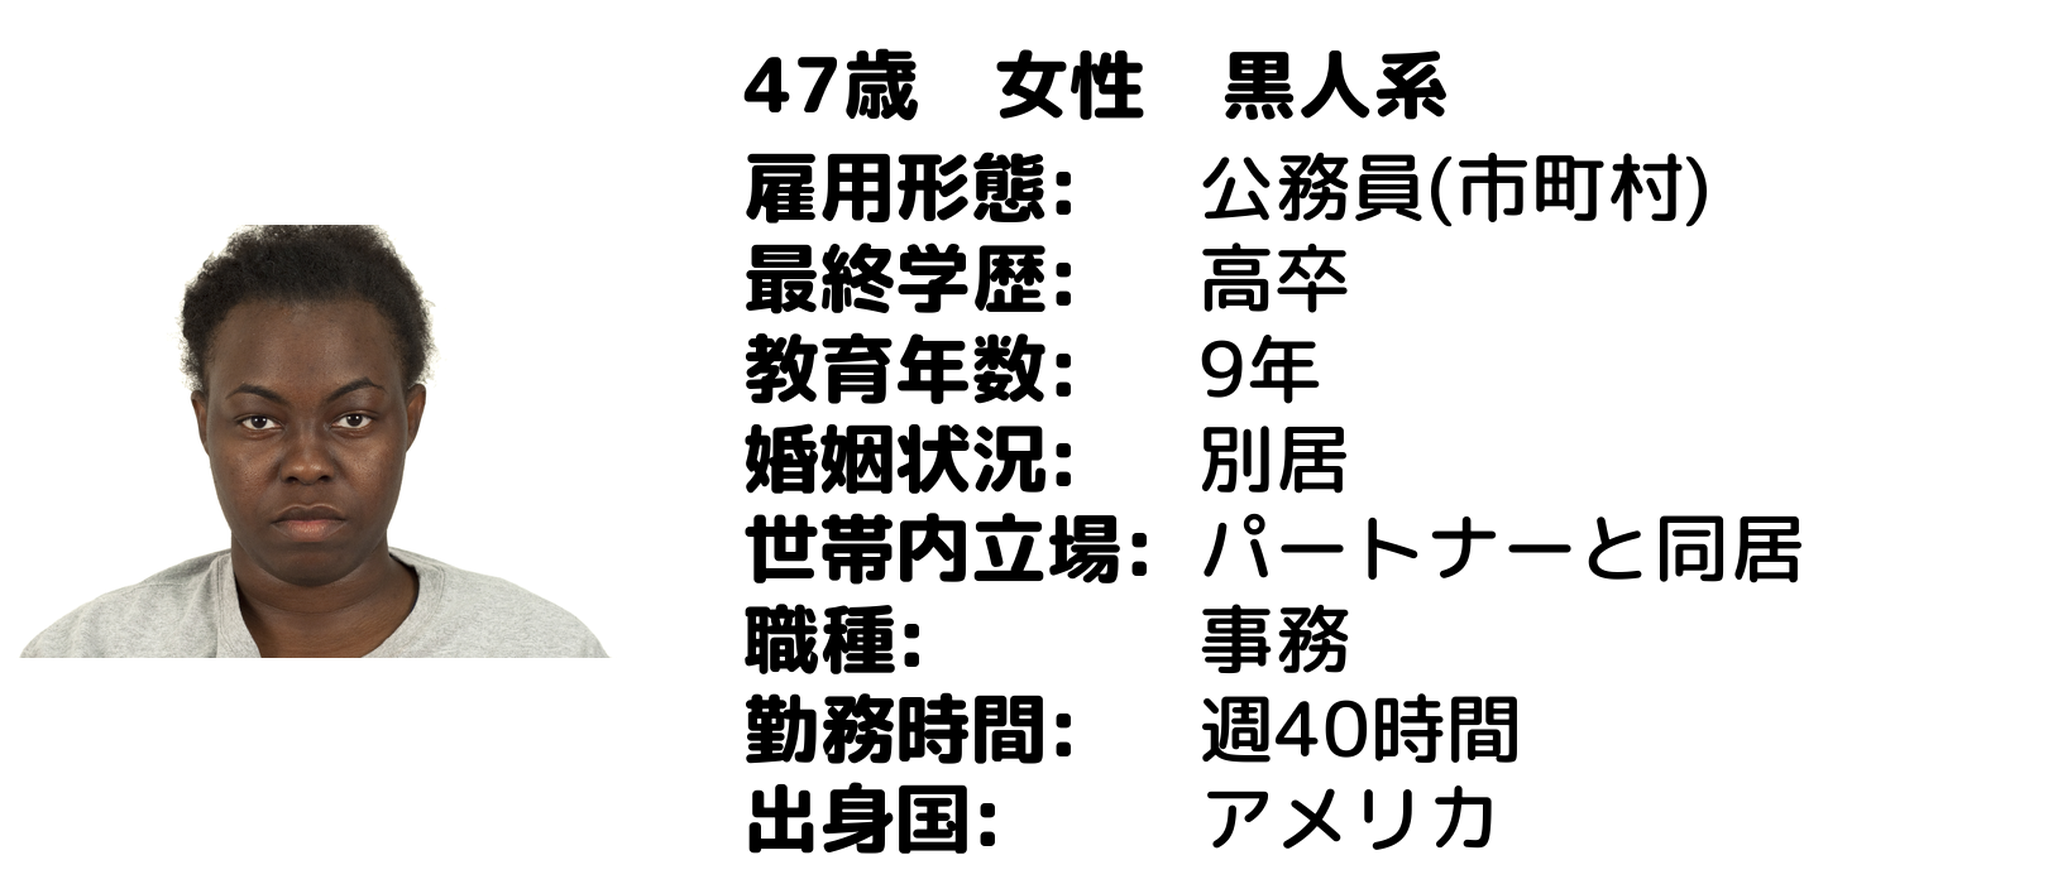 47歳　女性　黒人系
雇用形態: 公務員(市町村)
最終学歴: 高卒
教育年数: 9年
婚姻状況: 別居
世帯内立場: パートナーと同居
職種: 事務
勤務時間: 週40時間
出身国: アメリカ